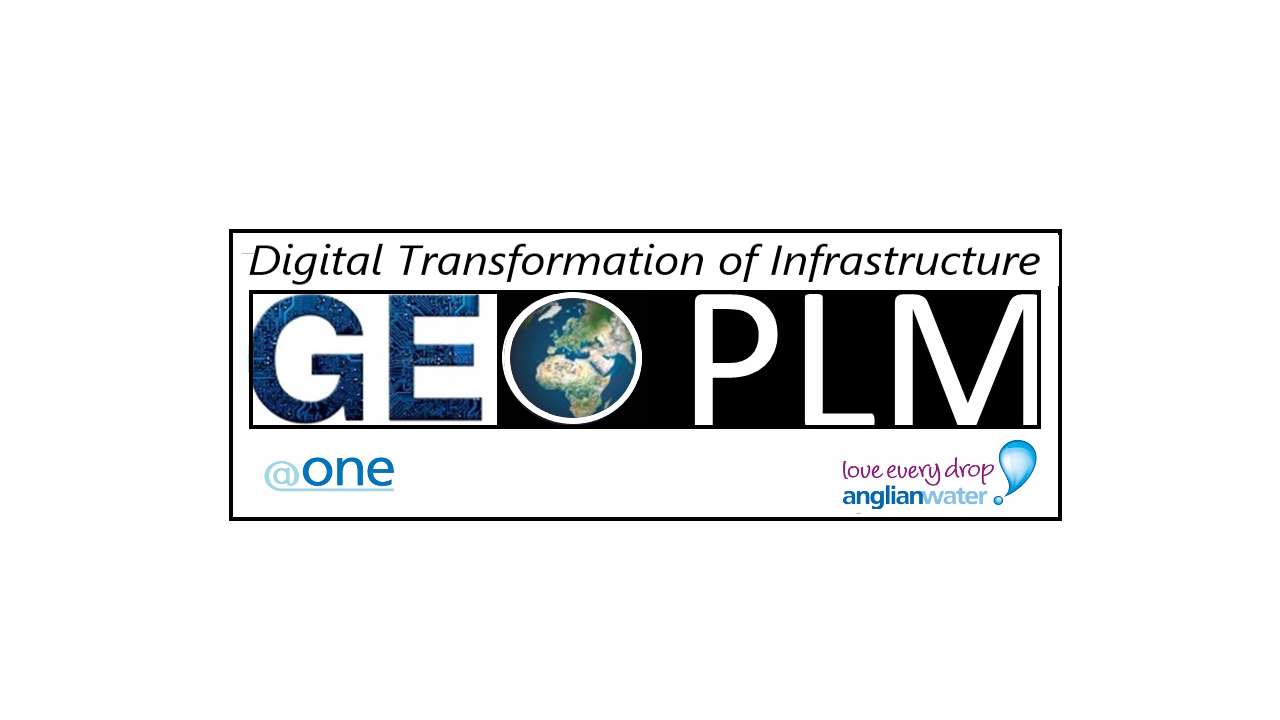 Digital Transformation of Infrastructure
GEO PLM
@one
love every drop
anglianwater